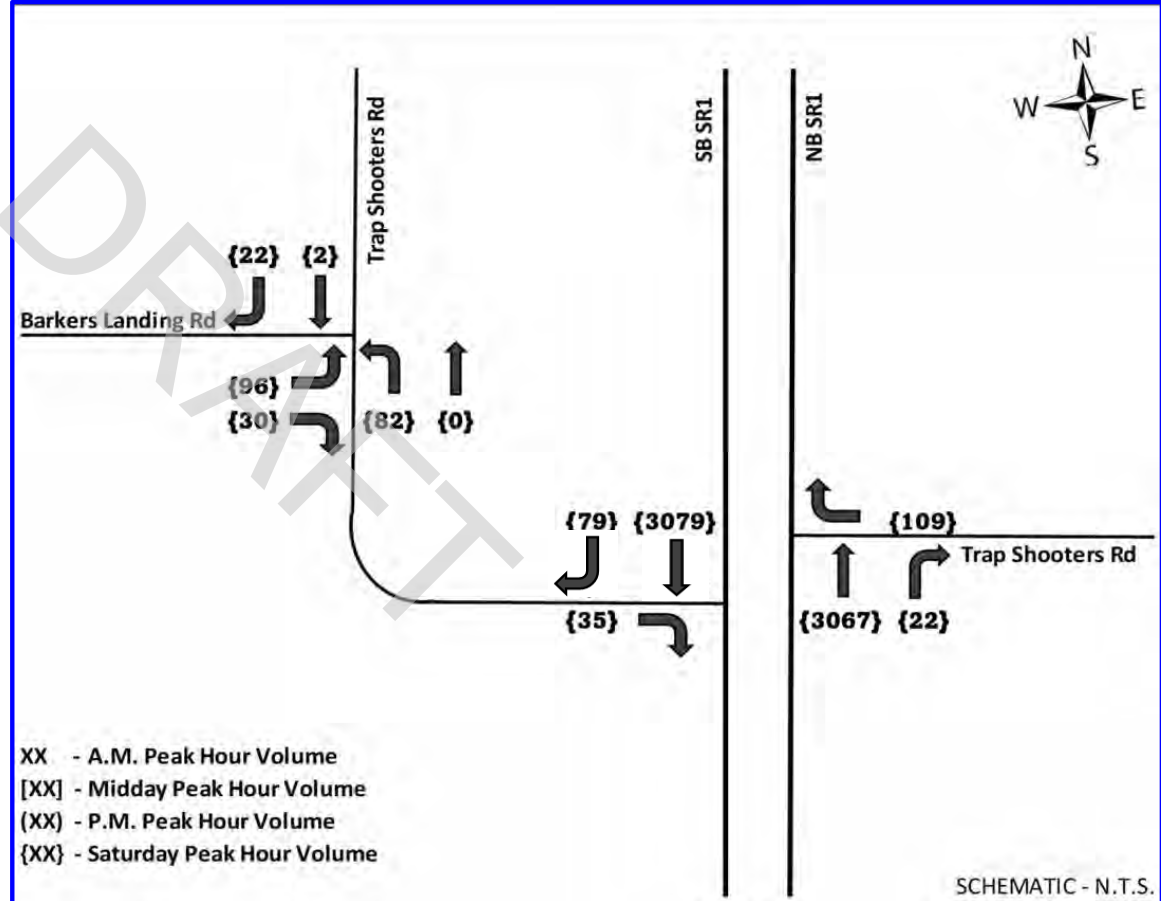 N
W E
S
Trap Shooters Rd
SB SR1
NB SR1
DRAFT
{22} {2}
Barkers Landing Rd
{96}
{30} {82} {0}
{79} {3079}
{109}
Trap Shooters Rd
{35}
{3067} {22}
XX - A.M. Peak Hour Volume
[XX] - Midday Peak Hour Volume
(XX) - P.M. Peak Hour Volume
{XX} - Saturday Peak Hour Volume
SCHEMATIC - N.T.S.